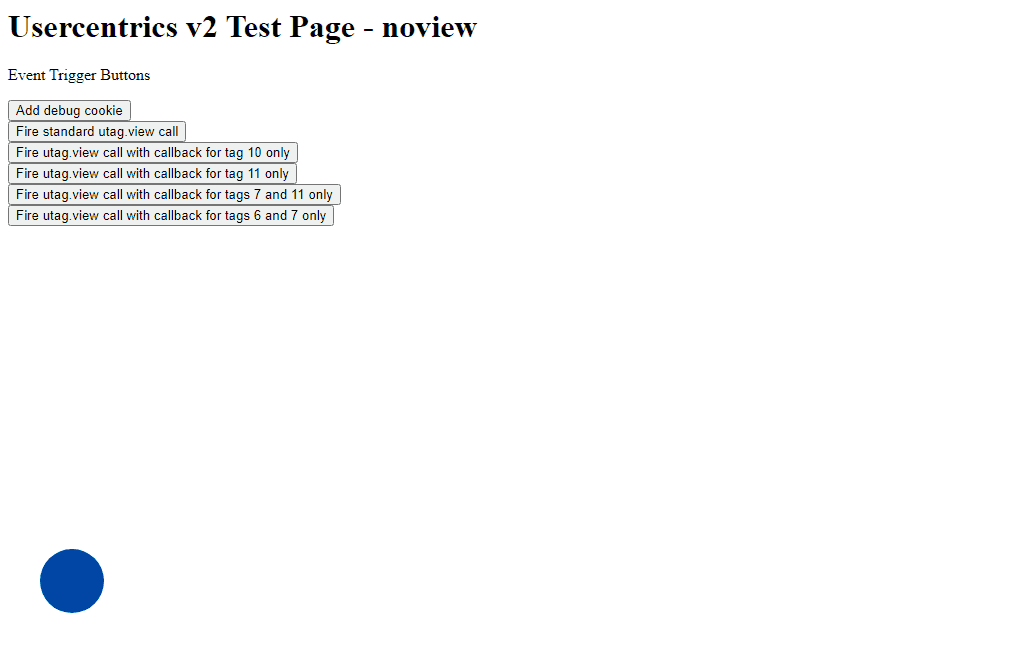 Usercentrics v2 Test Page - noview
Event Trigger Buttons
Add debug cookie
Fire standard utag.view call
Fire utag.view call with callback for tag 10 only
Fire utag.view call with callback for tag 11 only
Fire utag.view call with callback for tags 7 and 11 only
Fire utag.view call with callback for tags 6 and 7 only